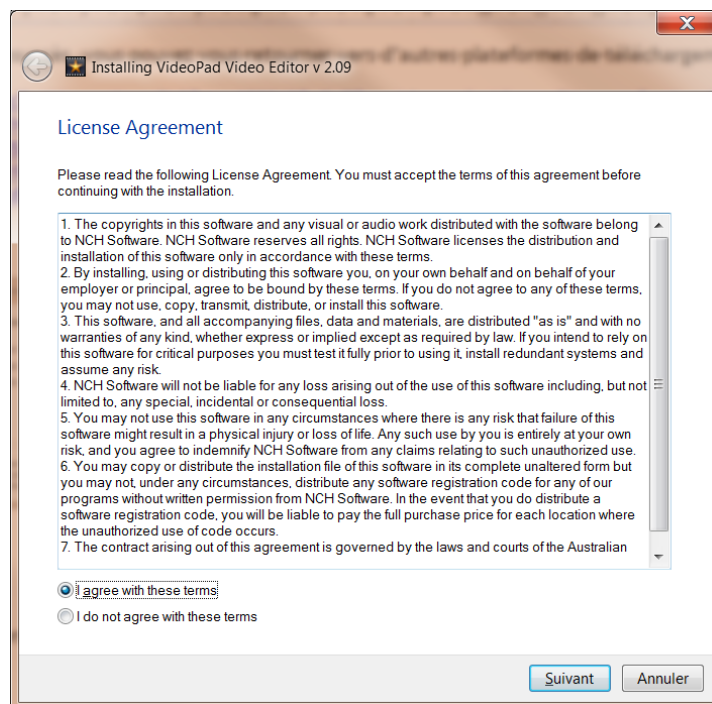 vous pouvez vous retourner vers d'autres plateformes de téléchargem
Installing VideoPad Video Editor v 2.09
License Agreement
Please read the following License Agreement. You must accept the terms of this agreement before
continuing with the installation.
1. The copyrights in this software and any visual or audio work distributed with the software belong
to NCH Software. NCH Software reserves all rights. NCH Software licenses the distribution and
installation of this software only in accordance with these terms.
2. By installing, using or distributing this software you, on your own behalf and on behalf of your
employer or principal, agree to be bound by these terms. If you do not agree to any of these terms,
you may not use, copy, transmit, distribute, or install this software.
3. This software, and all accompanying files, data and materials, are distributed "as is" and with no
warranties of any kind, whether express or implied except as required by law. If you intend to rely on
this software for critical purposes you must test it fully prior to using it, install redundant systems and
assume any risk.
4. NCH Software will not be liable for any loss arising out of the use of this software including, but not
limited to, any special, incidental or consequential loss.
5. You may not use this software in any circumstances where there is any risk that failure of this
software might result in a physical injury or loss of life. Any such use by you is entirely at your own
risk, and you agree to indemnify NCH Software from any claims relating to such unauthorized use.
6. You may copy or distribute the installation file of this software in its complete unaltered form but
you may not, under any circumstances, distribute any software registration code for any of our
programs without written permission from NCH Software. In the event that you do distribute a
software registration code, you will be liable to pay the full purchase price for each location where
the unauthorized use of code occurs.
7. The contract arising out of this agreement is governed by the laws and courts of the Australian
I agree with these terms
I do not agree with these terms
Suivant
Annuler